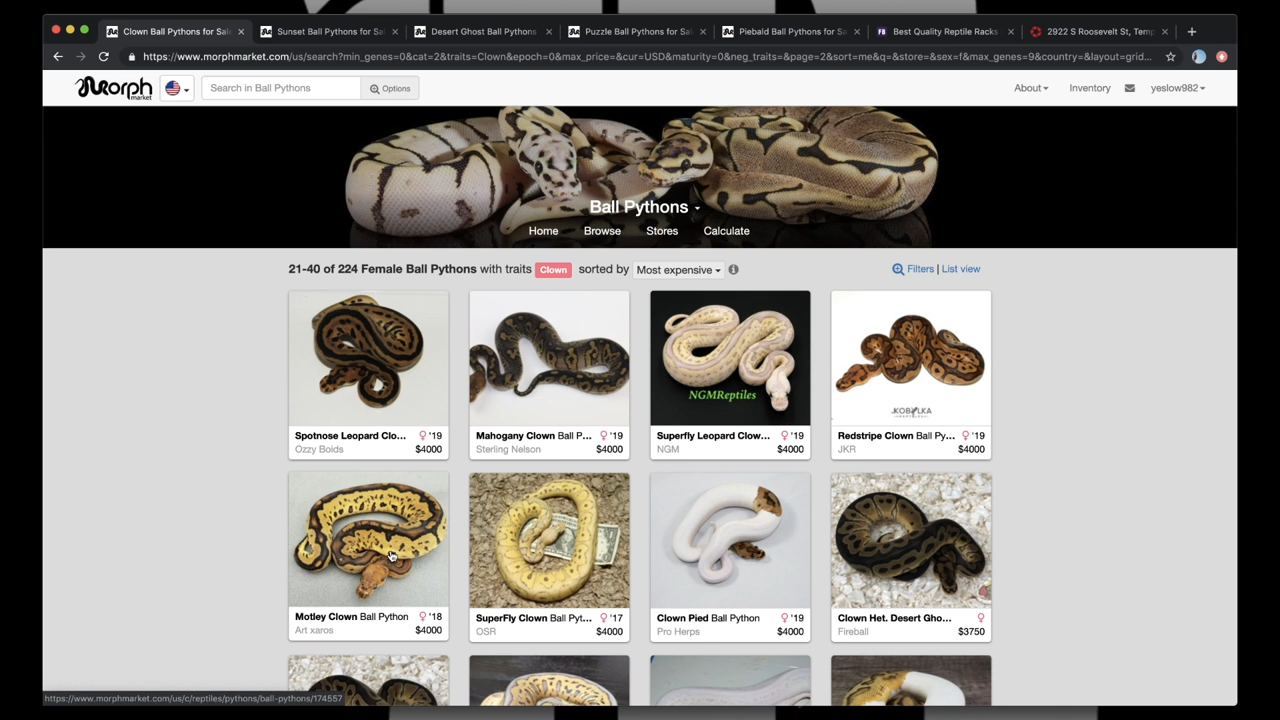 Clown Ball Pythons for Sale
Sunset Ball Pythons for Sal
Desert Ghost Ball Pythons
Puzzle Ball Pythons for Sal
Piebald Ball Pythons for Sa
Best Quality Reptile Racks
2922 S Roosevelt St, Temp
https://www.morphmarket.com/us/search?min_genes=0&cat=2&traits=Clown&epoch=0&max_price=&cur=USD&maturity=0&neg_traits=&page=2&sort=me&q=&store=&sex=f&max_genes=9&country=&layout=grid...
Morph market
Search in Ball Pythons
Options
About
Inventory
yeslow982
Ball Pythons
Home Browse Stores Calculate
21-40 of 224 Female Ball Pythons with traits Clown sorted by Most expensive
Filters | List view
NGMReptiles
JKOBYLKA
Spotnose Leopard Clo... ♀ '19
Ozzy Boids $4000
Mahogany Clown Ball P... ♀ '19
Sterling Nelson $4000
Superfly Leopard Clow... ♀ '19
NGM $4000
Redstripe Clown Ball Py... ♀ '19
JKR $4000
Motley Clown Ball Python ♀ '18
Art xaros $4000
SuperFly Clown Ball Pyt... ♀ '17
OSR $4000
Clown Pied Ball Python ♀ '19
Pro Herps $4000
Clown Het. Desert Gho... ♀
Fireball $3750
https://www.morphmarket.com/us/c/reptiles/pythons/ball-pythons/174557